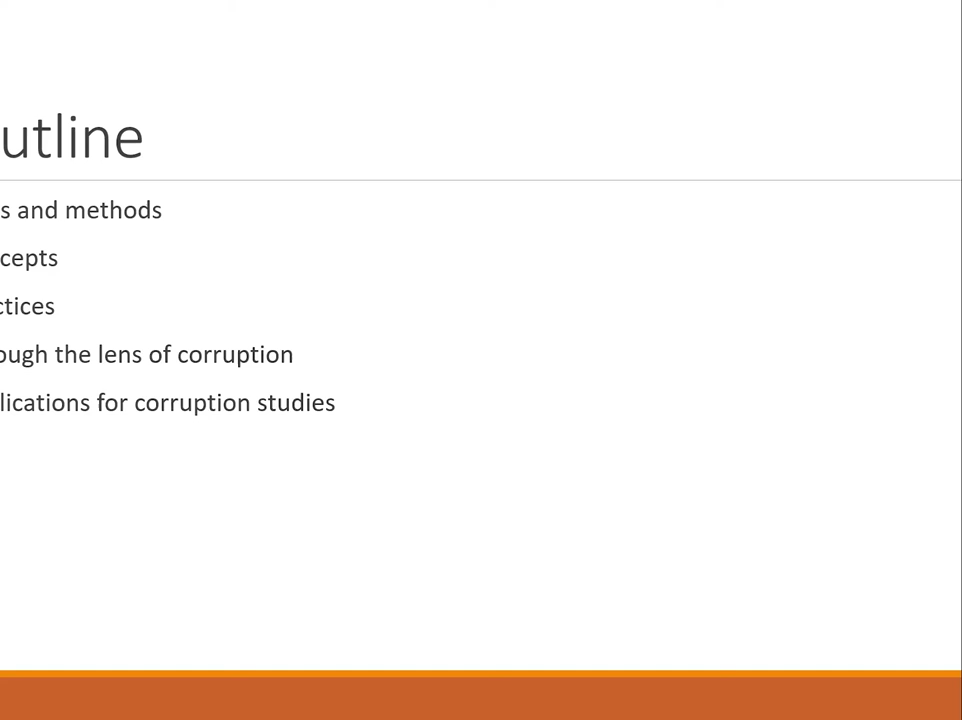 utline
s and methods
cepts
ctices
ough the lens of corruption
lications for corruption studies